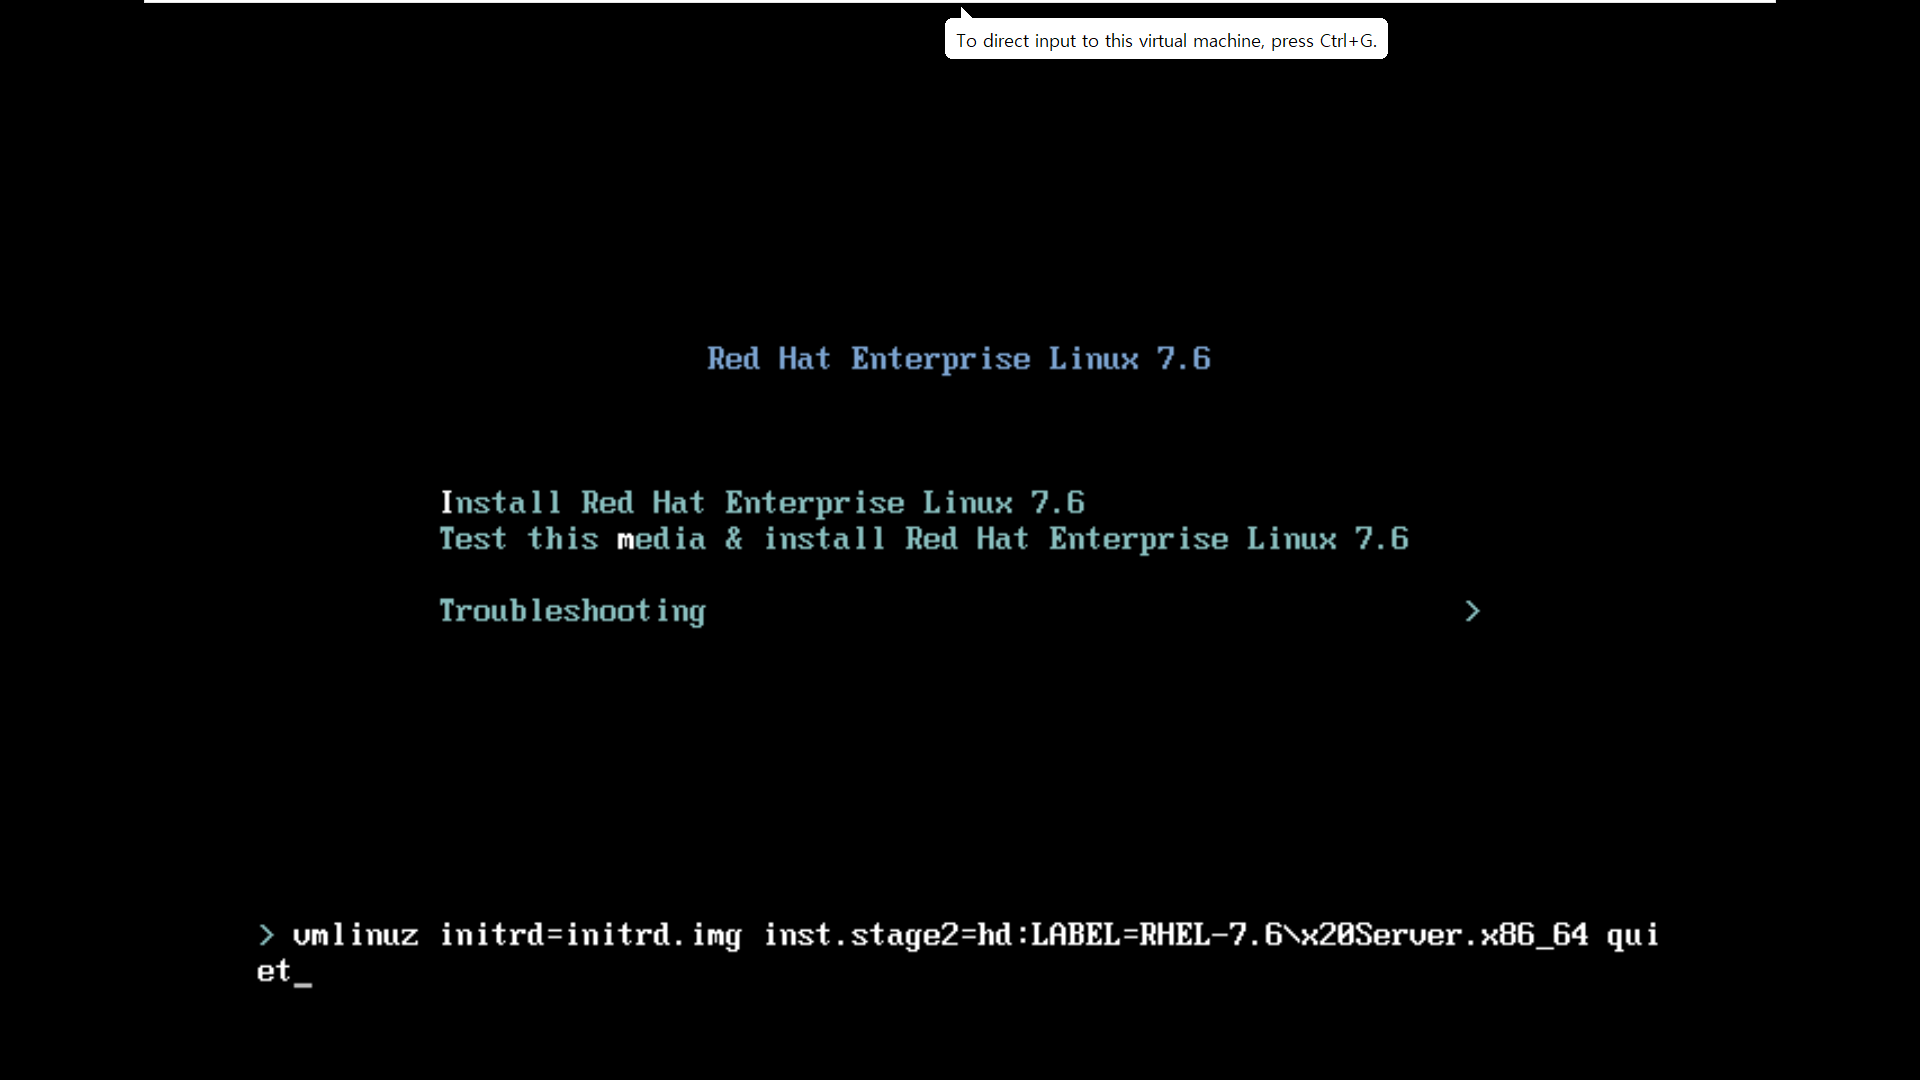 To direct input to this virtual machine, press Ctrl+G.
Red Hat Enterprise Linux 7.6
Install Red Hat Enterprise Linux 7.6
Test this media & install Red Hat Enterprise Linux 7.6
Troubleshooting >
> vmlinuz initrd=initrd.img inst.stage2=hd:LABEL=RHEL-7.6\x20Server.x86_64 qui
et_